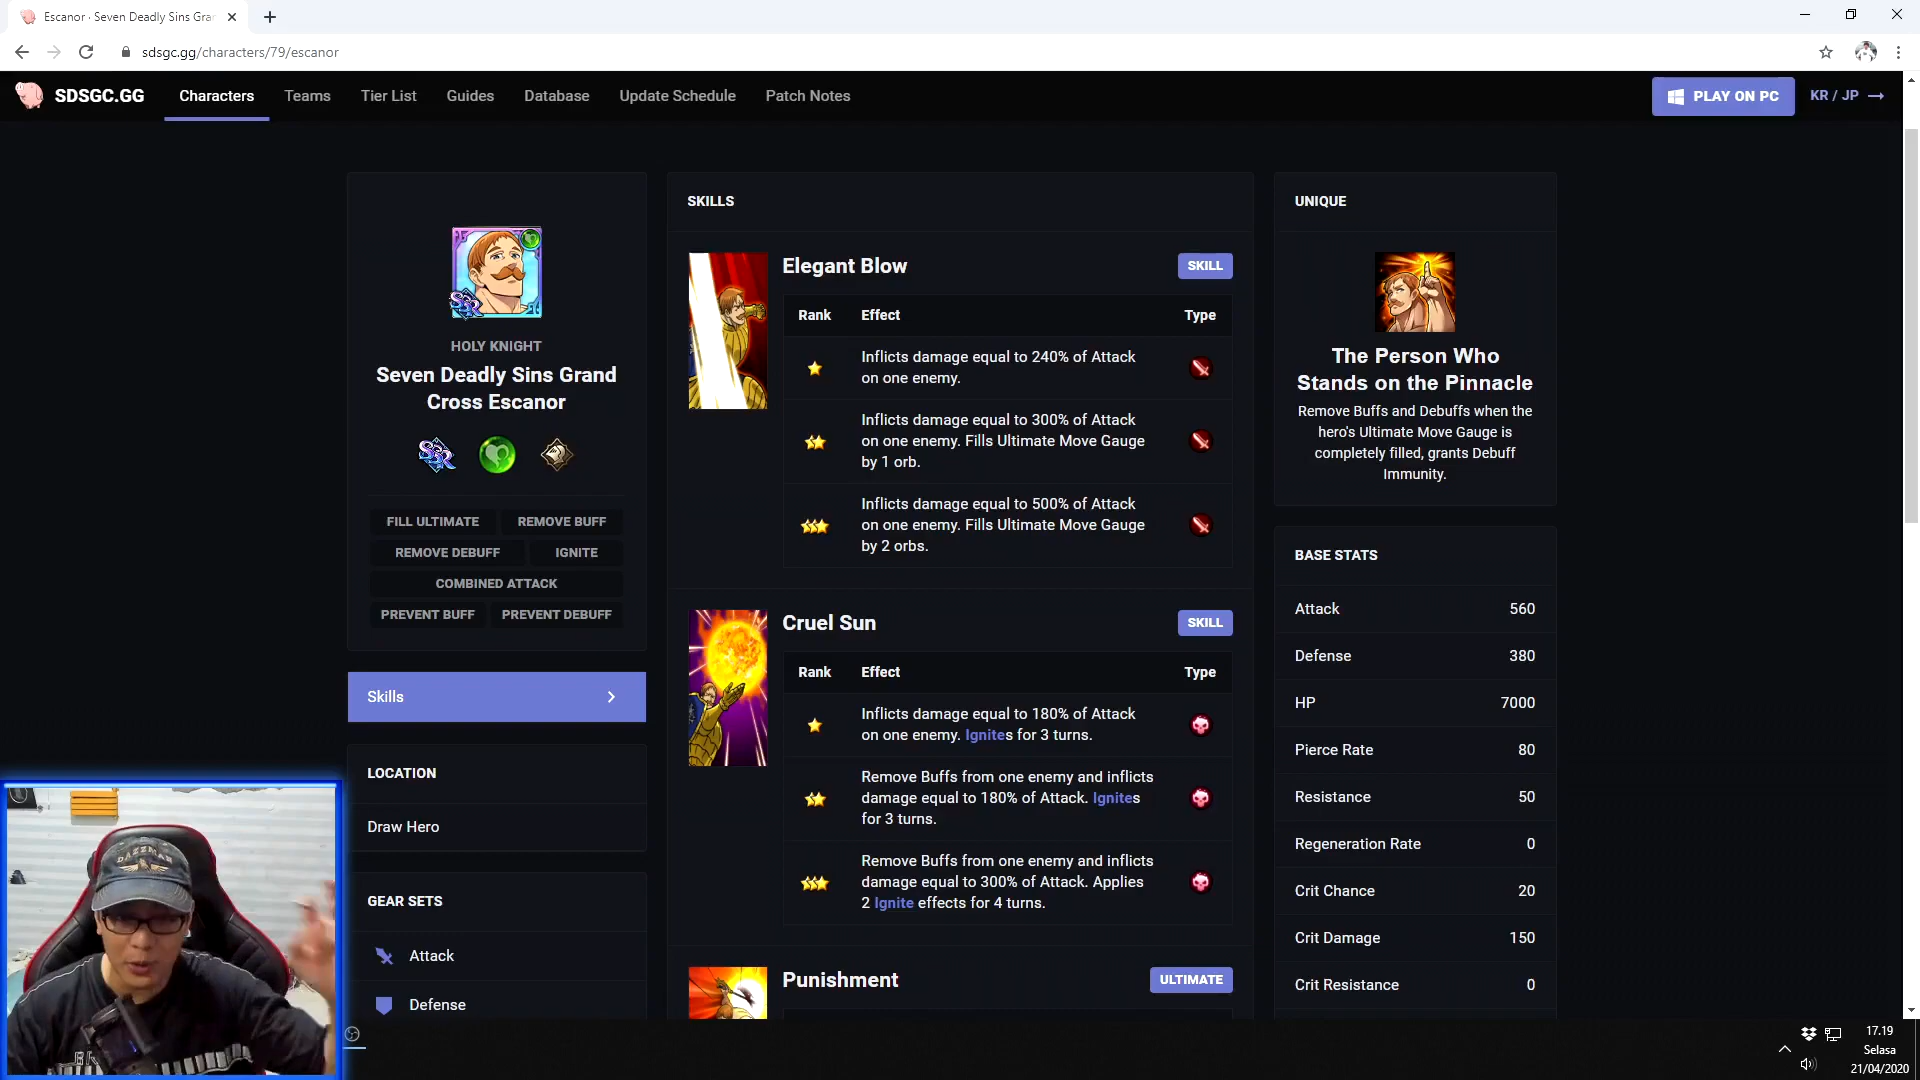 Escanor · Seven Deadly Sins Gran
sdsgc.gg/characters/79/escanor
SDSGC.GG
Characters
Teams
Tier List
Guides
Database
Update Schedule
Patch Notes
PLAY ON PC
KR / JP
HOLY KNIGHT
Seven Deadly Sins Grand
Cross Escanor
SSR
FILL ULTIMATE
REMOVE BUFF
REMOVE DEBUFF
IGNITE
COMBINED ATTACK
PREVENT BUFF
PREVENT DEBUFF
Skills
LOCATION
Draw Hero
GEAR SETS
Attack
Defense
SKILLS
Elegant Blow
SKILL
Rank Effect Type
Inflicts damage equal to 240% of Attack
on one enemy.
Inflicts damage equal to 300% of Attack
on one enemy. Fills Ultimate Move Gauge
by 1 orb.
Inflicts damage equal to 500% of Attack
on one enemy. Fills Ultimate Move Gauge
by 2 orbs.
Cruel Sun
SKILL
Rank Effect Type
Inflicts damage equal to 180% of Attack
on one enemy. Ignites for 3 turns.
Remove Buffs from one enemy and inflicts
damage equal to 180% of Attack. Ignites
for 3 turns.
Remove Buffs from one enemy and inflicts
damage equal to 300% of Attack. Applies
2 Ignite effects for 4 turns.
Punishment
ULTIMATE
UNIQUE
The Person Who
Stands on the Pinnacle
Remove Buffs and Debuffs when the
hero's Ultimate Move Gauge is
completely filled, grants Debuff
Immunity.
BASE STATS
Attack 560
Defense 380
HP 7000
Pierce Rate 80
Resistance 50
Regeneration Rate 0
Crit Chance 20
Crit Damage 150
Crit Resistance 0
DAZZMAN
17.19
Selasa
21/04/2020